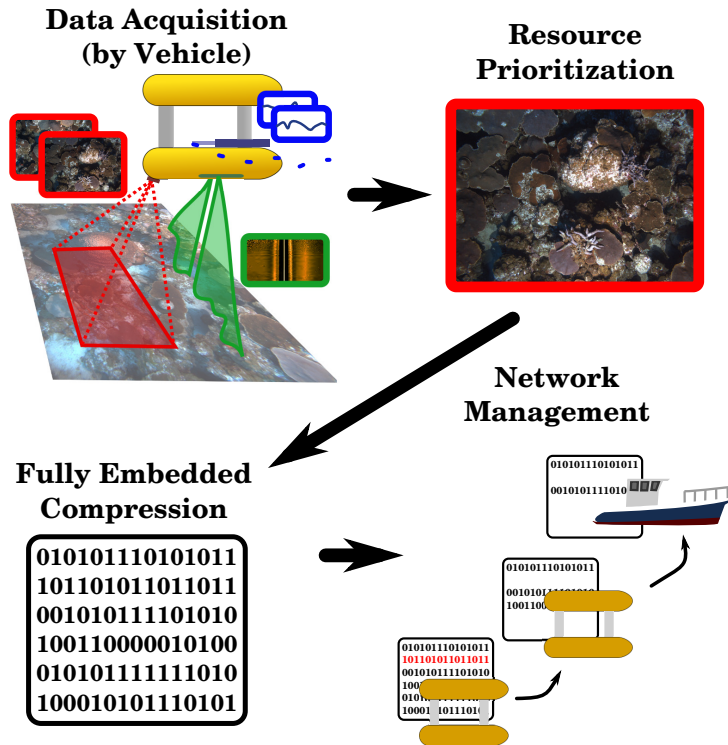 Data Acquisition
(by Vehicle)
Resource
Prioritization
Network
Management
Fully Embedded
Compression
010101110101011
101101011011011
001010111101010
100110000010100
010101111111010
100010101110101
010101110101011
0010101111010
010101110101011
1001100
010101110101011
101101011011011
001010111101010